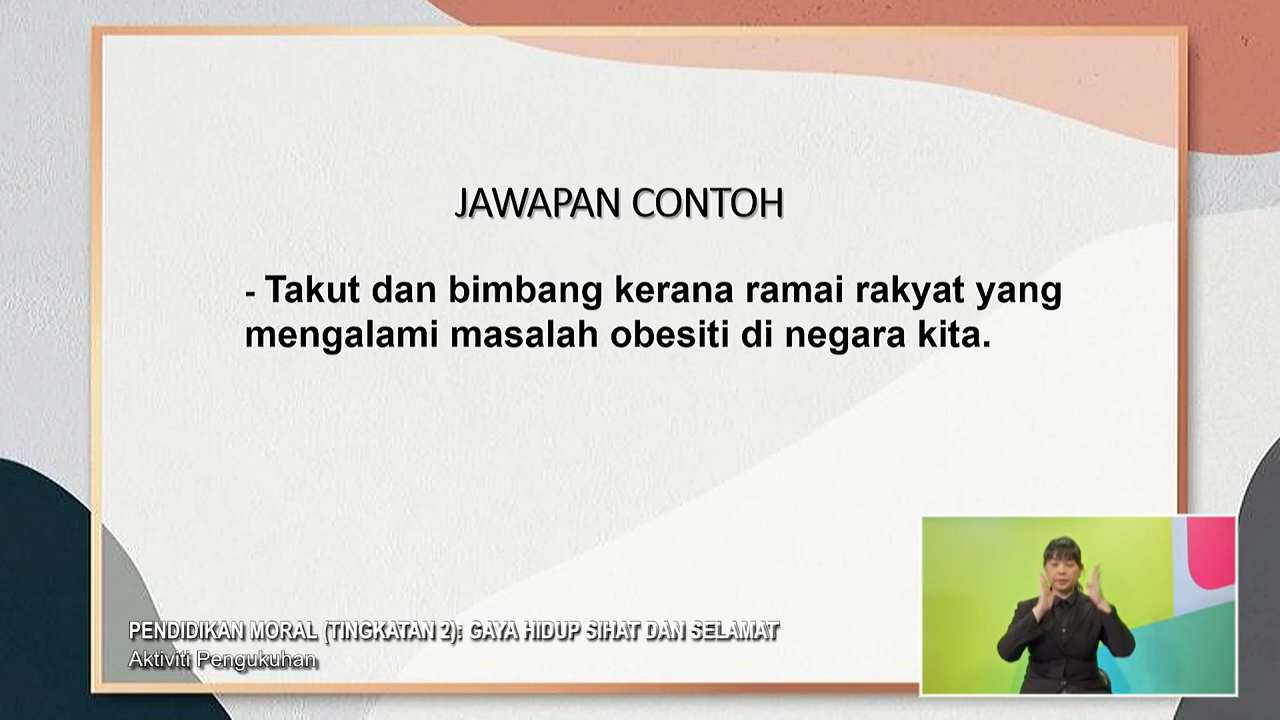 JAWAPAN CONTOH
- Takut dan bimbang kerana ramai rakyat yang
mengalami masalah obesiti di negara kita.
PENDIDIKAN MORAL (TINGKATAN 2): GAYA HIDUP SIHAT DAN SELAMAT
Aktiviti Pengukuhan